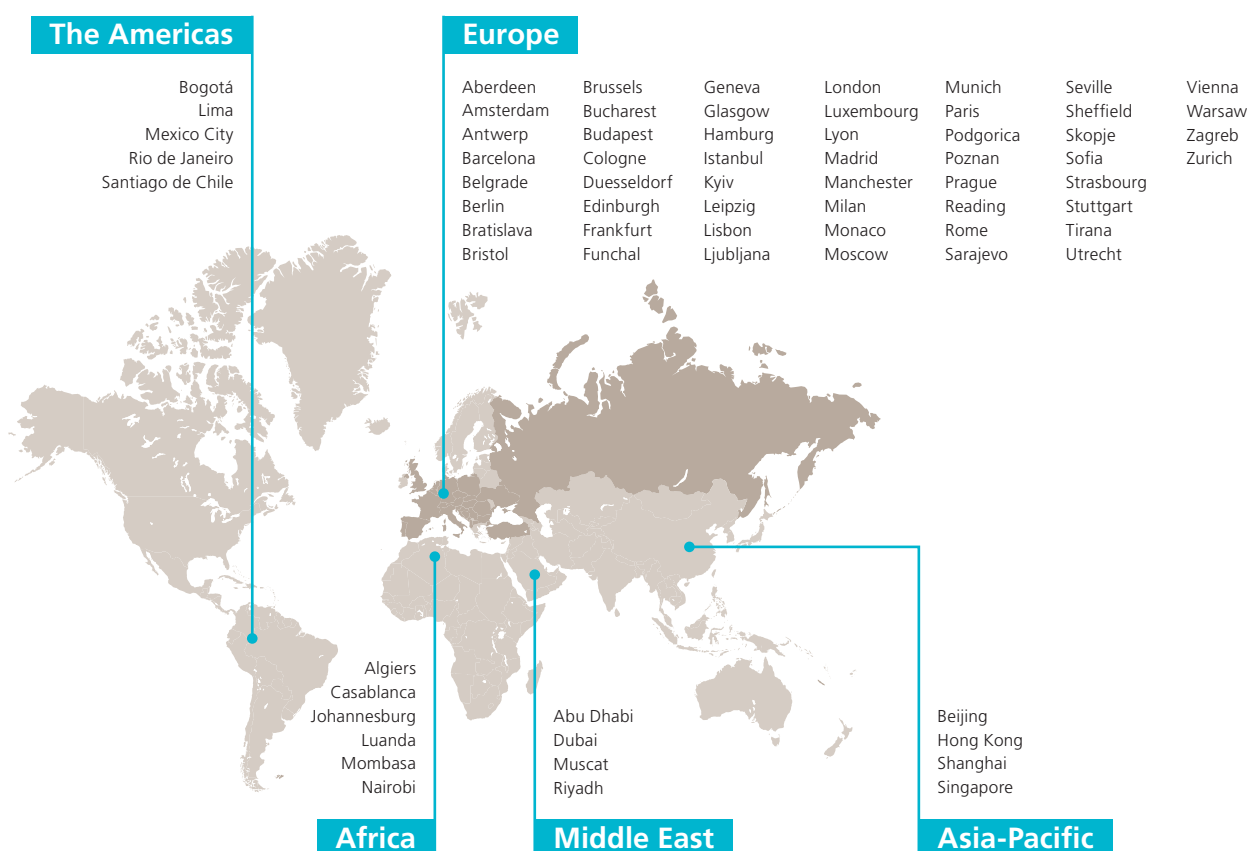 The Americas
Bogotá
Lima
Mexico City
Rio de Janeiro
Santiago de Chile
Europe
Aberdeen
Amsterdam
Antwerp
Barcelona
Belgrade
Berlin
Bratislava
Bristol
Brussels
Bucharest
Budapest
Cologne
Duesseldorf
Edinburgh
Frankfurt
Funchal
Geneva
Glasgow
Hamburg
Istanbul
Kyiv
Leipzig
Lisbon
Ljubljana
London
Luxembourg
Lyon
Madrid
Manchester
Milan
Monaco
Moscow
Munich
Paris
Podgorica
Poznan
Prague
Reading
Rome
Sarajevo
Seville
Sheffield
Skopje
Sofia
Strasbourg
Stuttgart
Tirana
Utrecht
Vienna
Warsaw
Zagreb
Zurich
Algiers
Casablanca
Johannesburg
Luanda
Mombasa
Nairobi
Africa
Abu Dhabi
Dubai
Muscat
Riyadh
Middle East
Beijing
Hong Kong
Shanghai
Singapore
Asia-Pacific